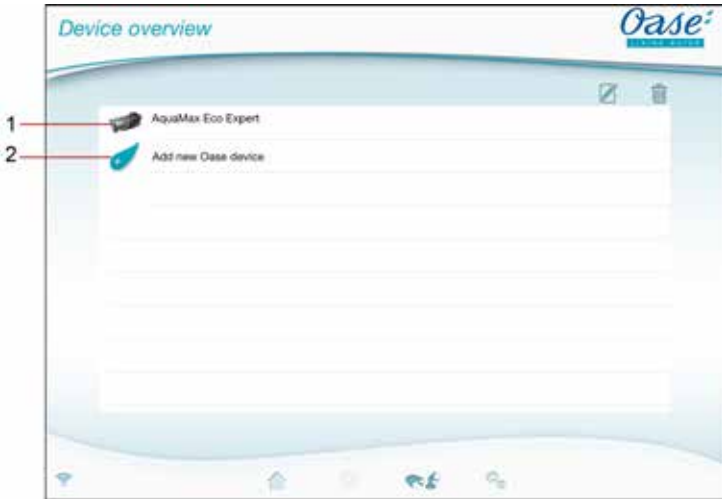 Device overview
Oase
LIVING WATER
1
AquaMax Eco Expert
2
Add new Oase device